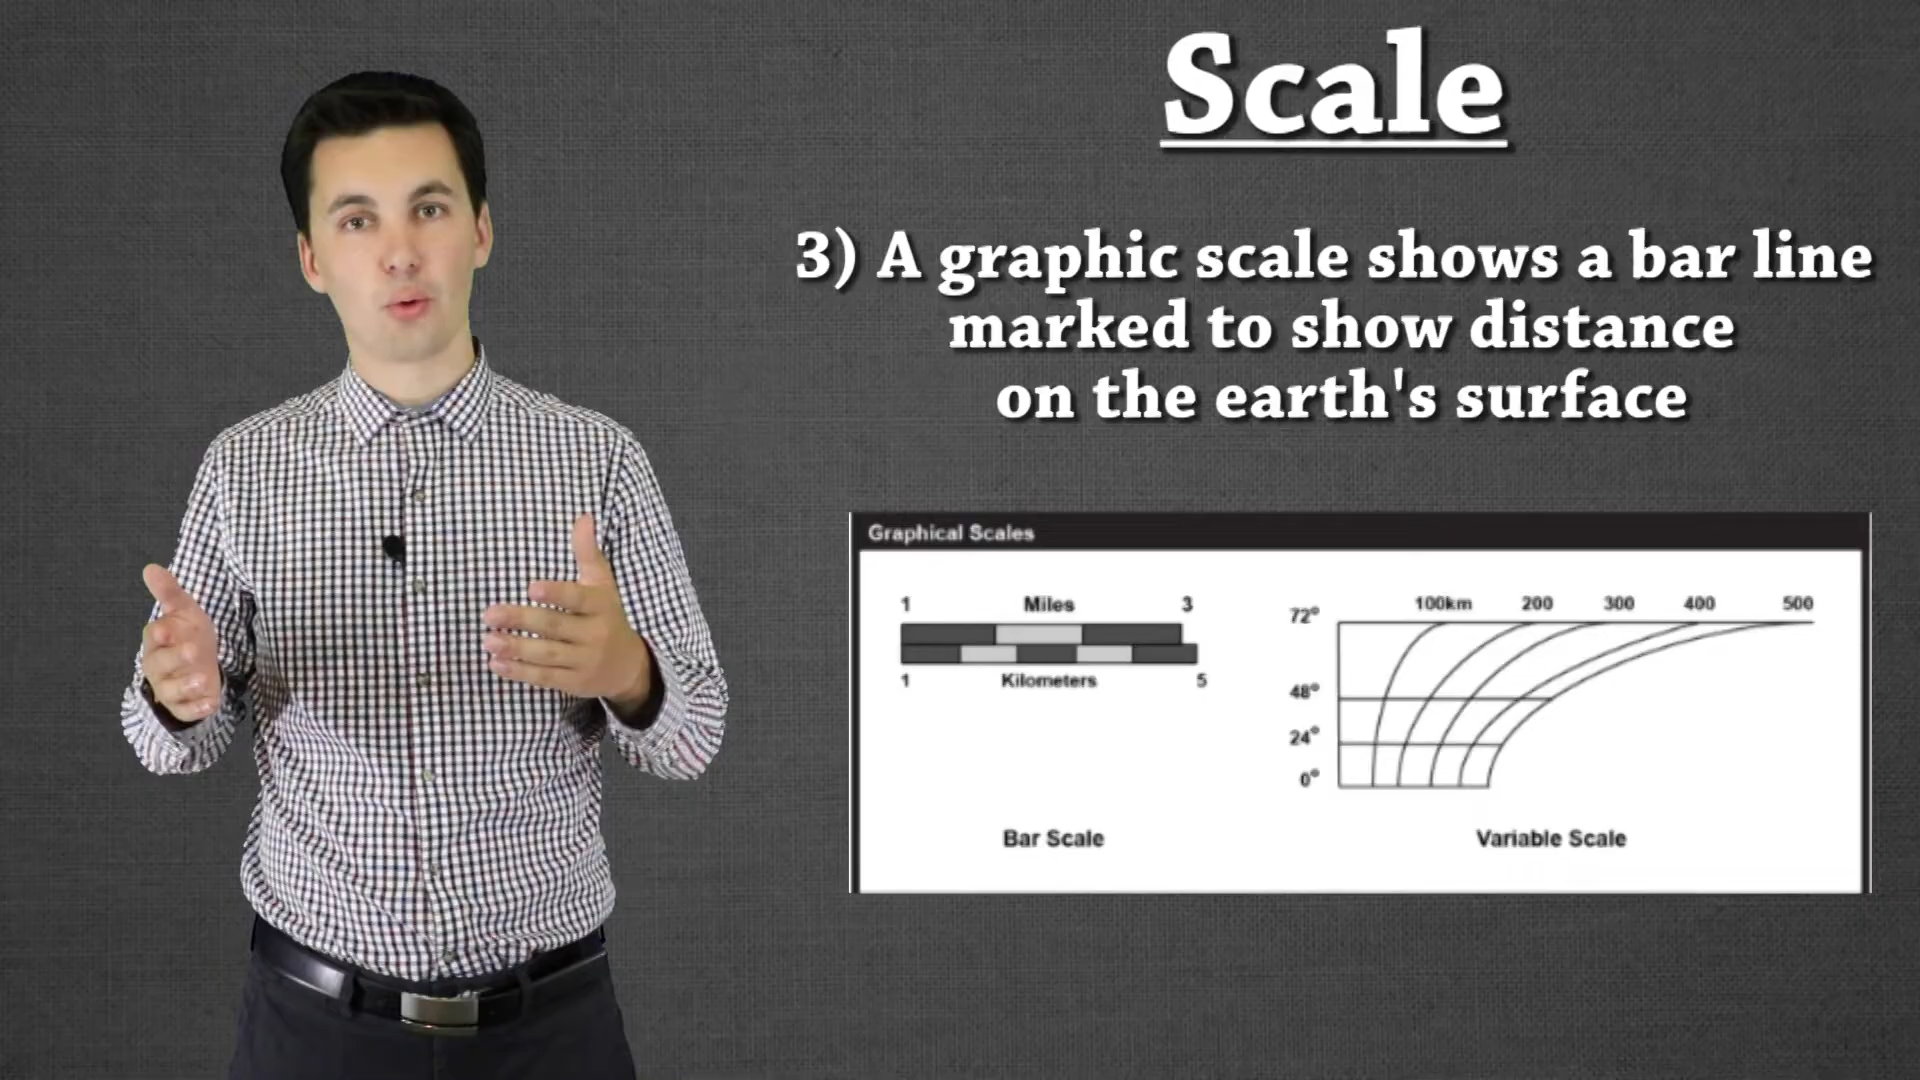 Scale
3) A graphic scale shows a bar line
marked to show distance
on the earth's surface
Graphical Scales
1 Miles 3
1 Kilometers 5
Bar Scale
100km 200 300 400 500
72°
48°
24°
0°
Variable Scale